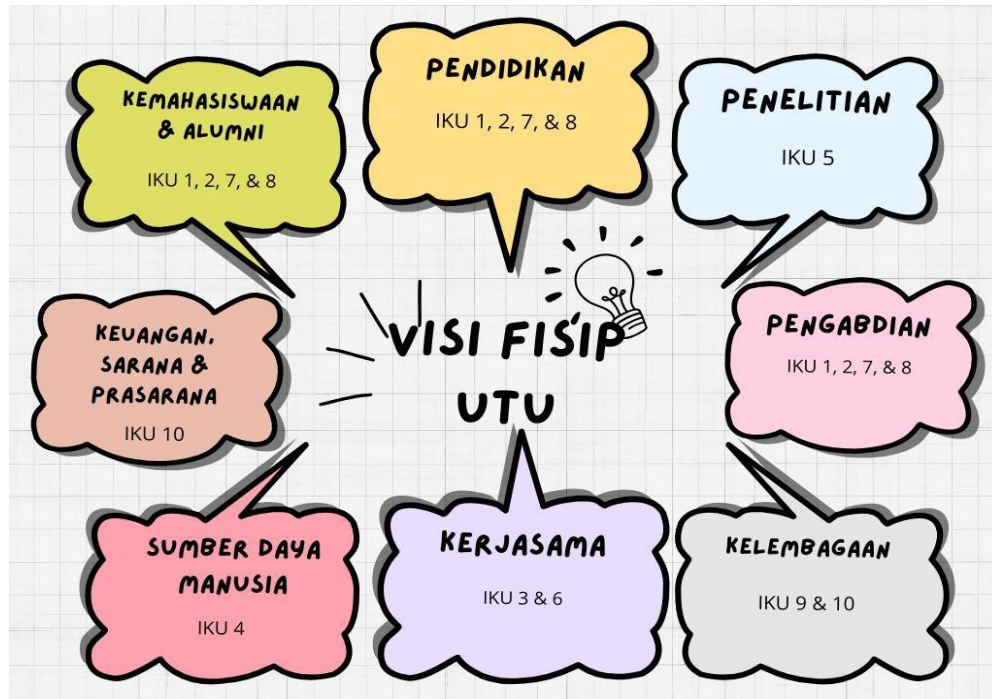 KEMAHASISWAAN
& ALUMNI
IKU 1, 2, 7, & 8
PENDIDIKAN
IKU 1, 2, 7, & 8
PENELITIAN
IKU 5
KEUANGAN,
SARANA &
PRASARANA
IKU 10
VISI FISIP
UTU
PENGABDIAN
IKU 1, 2, 7, & 8
SUMBER DAYA
MANUSIA
IKU 4
KERJASAMA
IKU 3 & 6
KELEMBAGAAN
IKU 9 & 10